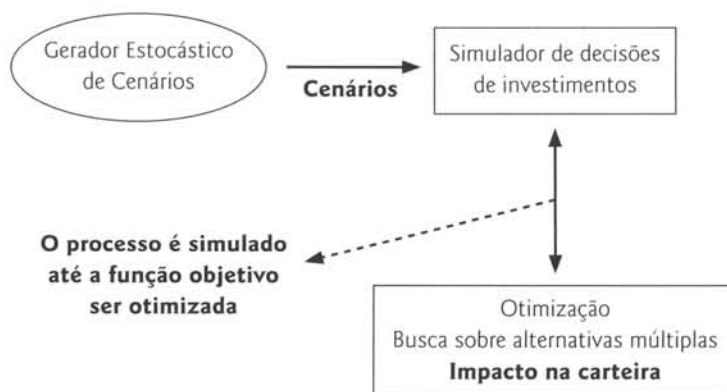 Gerador Estocástico
de Cenários
Cenários
Simulador de decisões
de investimentos
O processo é simulado
até a função objetivo
ser otimizada
Otimização
Busca sobre alternativas múltiplas
Impacto na carteira